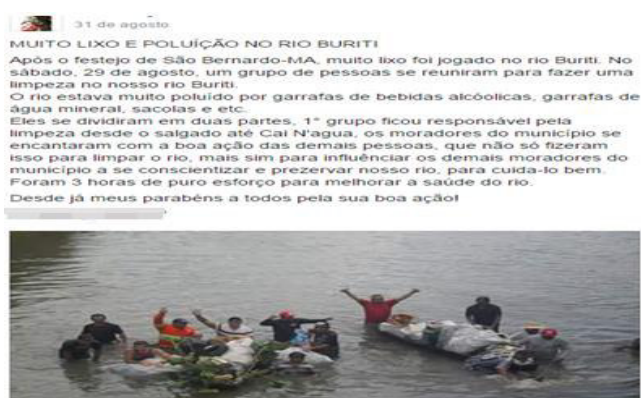 31 de agosto
MUITO LIXO E POLUÍÇÃO NO RIO BURITI
Após o festejo de São Bernardo-MA, muito lixo foi jogado no rio Buriti. No
sábado, 29 de agosto, um grupo de pessoas se reuniram para fazer uma
limpeza no nosso rio Buriti.
O rio estava muito poluído por garrafas de bebidas alcóolicas, garrafas de
água mineral, sacolas e etc.
Eles se dividiram em duas partes, 1° grupo ficou responsável pela
limpeza desde o salgado até Cai N'agua, os moradores do município se
encantaram com a boa ação das demais pessoas, que não só fizeram
isso para limpar o rio, mais sim para influênciar os demais moradores do
município a se conscientizar e prezervar nosso rio, para cuida-lo bem.
Foram 3 horas de puro esforço para melhorar a saúde do rio.
Desde já meus parabéns a todos pela sua boa ação!